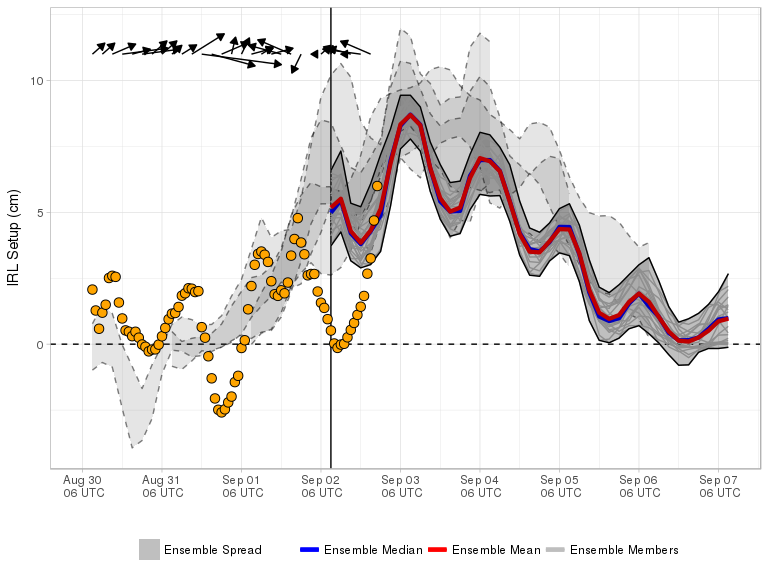 IRL Setup (cm)
10
5
0
Aug 30 Aug 31 Sep 01 Sep 02 Sep 03 Sep 04 Sep 05 Sep 06 Sep 07
06 UTC 06 UTC 06 UTC 06 UTC 06 UTC 06 UTC 06 UTC 06 UTC 06 UTC
Ensemble Spread Ensemble Median Ensemble Mean Ensemble Members